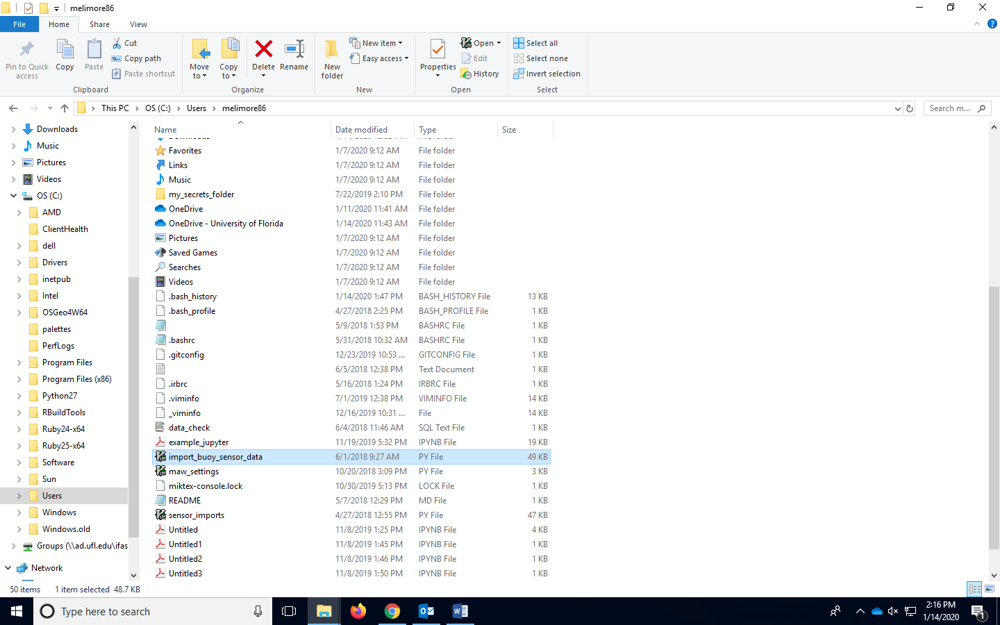 melimore86
File Home Share View
Pin to Quick access
Copy
Paste
Cut
Copy path
Paste shortcut
Clipboard
Move to
Copy to
Delete
Rename
Organize
New folder
New item
Easy access
New
Properties
Open
Edit
History
Open
Select all
Select none
Invert selection
Select
This PC > OS (C:) > Users > melimore86
Search m...
Downloads
Music
Pictures
Videos
OS (C:)
AMD
ClientHealth
dell
Drivers
inetpub
Intel
OSGeo4W64
palettes
PerfLogs
Program Files
Program Files (x86)
Python27
RBuildTools
Ruby24-x64
Ruby25-x64
Software
Sun
Users
Windows
Windows.old
Groups (\\ad.ufl.edu\ifas
Network
Name Date modified Type Size
Favorites 1/7/2020 9:12 AM File folder
Links 1/7/2020 9:12 AM File folder
Music 1/7/2020 9:12 AM File folder
my_secrets_folder 7/22/2019 2:10 PM File folder
OneDrive 1/11/2020 11:41 AM File folder
OneDrive - University of Florida 1/14/2020 11:43 AM File folder
Pictures 1/7/2020 9:12 AM File folder
Saved Games 1/7/2020 9:12 AM File folder
Searches 1/7/2020 9:12 AM File folder
Videos 1/7/2020 9:12 AM File folder
.bash_history 1/14/2020 1:47 PM BASH_HISTORY File 13 KB
.bash_profile 4/27/2018 2:25 PM BASH_PROFILE File 1 KB
5/9/2018 1:53 PM BASHRC File 1 KB
.bashrc 5/31/2018 10:32 AM BASHRC File 1 KB
.gitconfig 12/23/2019 10:53 ... GITCONFIG File 1 KB
6/5/2018 12:38 PM Text Document 1 KB
.irbrc 5/16/2018 1:24 PM IRBRC File 1 KB
.viminfo 7/1/2019 12:38 PM VIMINFO File 14 KB
_viminfo 12/16/2019 10:31 ... File 14 KB
data_check 6/4/2018 11:46 AM SQL Text File 1 KB
example_jupyter 11/19/2019 5:32 PM IPYNB File 19 KB
import_buoy_sensor_data 6/1/2018 9:27 AM PY File 49 KB
maw_settings 10/20/2018 3:09 PM PY File 3 KB
miktex-console.lock 10/30/2019 5:13 PM LOCK File 1 KB
README 5/7/2018 12:29 PM MD File 1 KB
sensor_imports 4/27/2018 12:55 PM PY File 47 KB
Untitled 11/8/2019 1:25 PM IPYNB File 4 KB
Untitled1 11/8/2019 1:45 PM IPYNB File 1 KB
Untitled2 11/8/2019 1:46 PM IPYNB File 1 KB
Untitled3 11/8/2019 1:50 PM IPYNB File 1 KB
50 items 1 item selected 48.7 KB
Type here to search
2:16 PM
1/14/2020
1